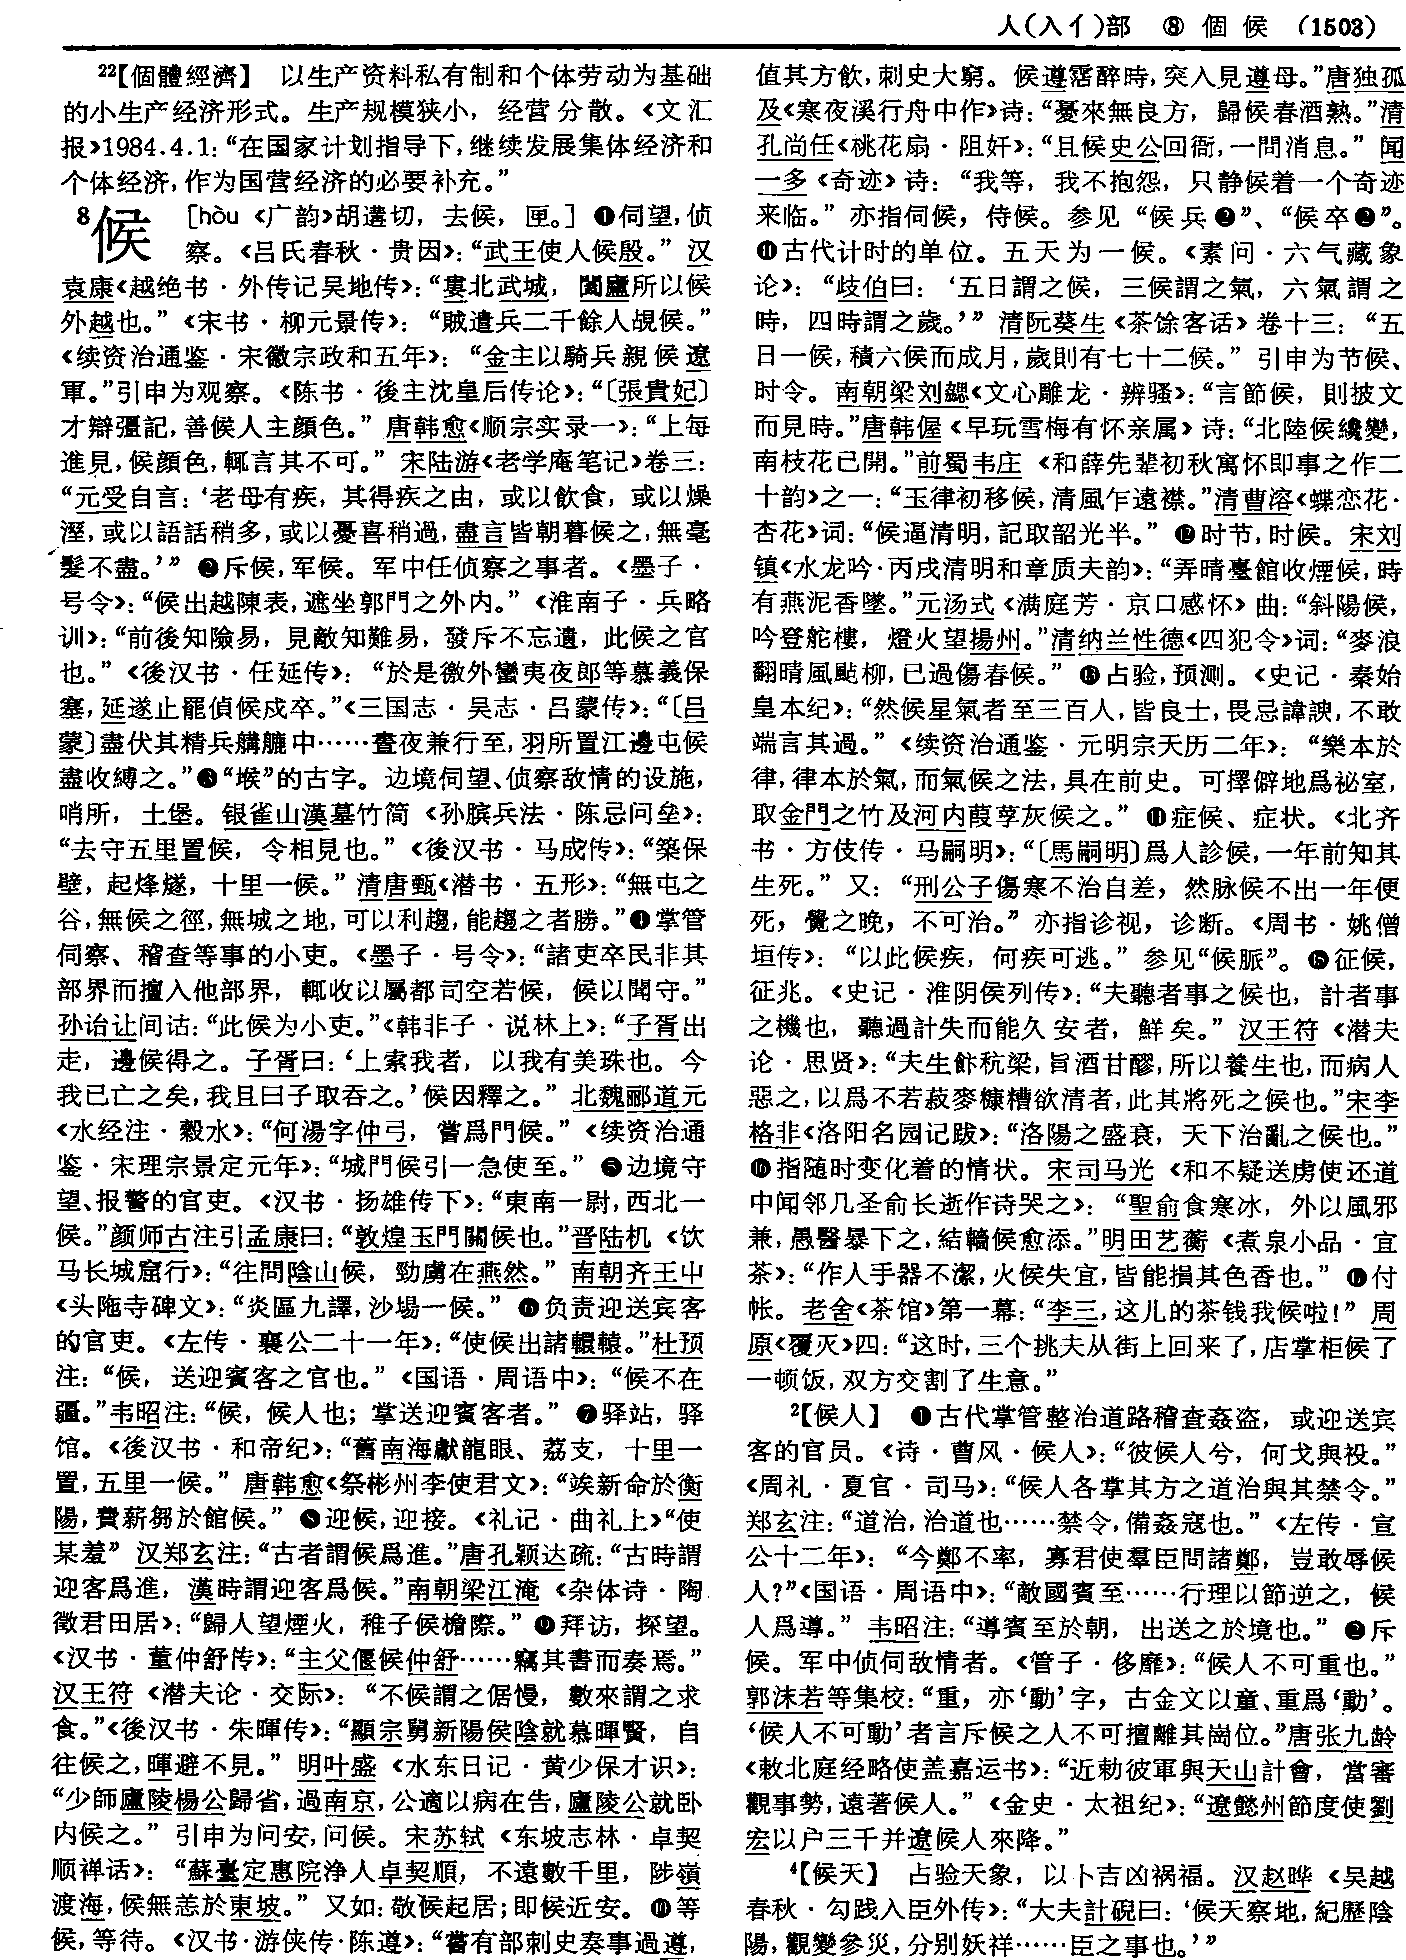 人(入亻)部　⑧ 個 候　(1503)
²²【個體經濟】　以生产资料私有制和个体劳动为基础
的小生产经济形式。生产规模狭小，经营分散。《文汇
报》1984.4.1：“在国家计划指导下，继续发展集体经济和
个体经济，作为国营经济的必要补充。”
⁸候　[hòu 《广韵》胡遘切，去候，匣。] ❶伺望，侦
察。《吕氏春秋·贵因》：“武王使人候殷。” 汉
袁康《越绝书·外传记吴地传》：“婁北武城，闔廬所以候
外越也。”《宋书·柳元景传》：“賊遣兵二千餘人覘候。”
《续资治通鉴·宋徽宗政和五年》：“金主以騎兵親候遼
軍。”引申为观察。《陈书·後主沈皇后传论》：“〔張貴妃〕
才辯彊記，善候人主顔色。” 唐韩愈《顺宗实录一》：“上每
進見，候顔色，輒言其不可。” 宋陆游《老学庵笔记》卷三：
“元受自言：‘老母有疾，其得疾之由，或以飲食，或以燥
溼，或以語話稍多，或以憂喜稍過，盡言皆朝暮候之，無毫
髮不盡。’” ❷斥候，军候。军中任侦察之事者。《墨子·
号令》：“候出越陳表，遮坐郭門之外内。”《淮南子·兵略
训》：“前後知險易，見敵知難易，發斥不忘遺，此候之官
也。”《後汉书·任延传》：“於是徼外蠻夷夜郎等慕義保
塞，延遂止罷偵候戍卒。”《三国志·吴志·吕蒙传》：“〔吕
蒙〕盡伏其精兵䑽𦪇中……晝夜兼行至，羽所置江邊屯候
盡收縛之。”❸“堠”的古字。边境伺望、侦察敌情的设施，
哨所，土堡。银雀山漢墓竹简《孙膑兵法·陈忌问垒》：
“去守五里置候，令相見也。”《後汉书·马成传》：“築保
壁，起烽燧，十里一候。” 清唐甄《潜书·五形》：“無屯之
谷，無候之徑，無城之地，可以利趨，能趨之者勝。”❹掌管
伺察、稽查等事的小吏。《墨子·号令》：“諸吏卒民非其
部界而擅入他部界，輒收以屬都司空若候，候以聞守。”
孙诒让间诂：“此候为小吏。”《韩非子·说林上》：“子胥出
走，邊候得之。子胥曰：‘上索我者，以我有美珠也。今
我已亡之矣，我且曰子取吞之。’候因釋之。” 北魏郦道元
《水经注·榖水》：“何湯字仲弓，嘗爲門候。”《续资治通
鉴·宋理宗景定元年》：“城門候引一急使至。” ❺边境守
望、报警的官吏。《汉书·扬雄传下》：“東南一尉，西北一
候。”颜师古注引孟康曰：“敦煌玉門關候也。”晋陆机《饮
马长城窟行》：“往問陰山候，勁虜在燕然。” 南朝齐王屮
《头陁寺碑文》：“炎區九譯，沙場一候。” ❻负责迎送宾客
的官吏。《左传·襄公二十一年》：“使候出諸轘轅。”杜预
注：“候，送迎賓客之官也。”《国语·周语中》：“候不在
疆。”韦昭注：“候，候人也；掌送迎賓客者。” ❼驿站，驿
馆。《後汉书·和帝纪》：“舊南海獻龍眼、荔支，十里一
置，五里一候。” 唐韩愈《祭彬州李使君文》：“竢新命於衡
陽，費薪芻於館候。” ❽迎候，迎接。《礼记·曲礼上》“使
某羞” 汉郑玄注：“古者謂候爲進。”唐孔颖达疏：“古時謂
迎客爲進，漢時謂迎客爲候。”南朝梁江淹《杂体诗·陶
徵君田居》：“歸人望煙火，稚子候檐際。” ❾拜访，探望。
《汉书·董仲舒传》：“主父偃候仲舒……竊其書而奏焉。”
汉王符《潜夫论·交际》：“不候謂之倨慢，數來謂之求
食。”《後汉书·朱暉传》：“顯宗舅新陽侯陰就慕暉賢，自
往候之，暉避不見。” 明叶盛《水东日记·黄少保才识》：
“少師廬陵楊公歸省，過南京，公適以病在告，廬陵公就卧
内候之。” 引申为问安，问候。宋苏轼《东坡志林·卓契
顺禅话》：“蘇臺定惠院净人卓契順，不遠數千里，陟嶺
渡海，候無恙於東坡。” 又如：敬候起居；即候近安。❿等
候，等待。《汉书·游侠传·陈遵》：“嘗有部刺史奏事過遵，
值其方飲，刺史大窮。候遵霑醉時，突入見遵母。”唐独孤
及《寒夜溪行舟中作》诗：“憂來無良方，歸候春酒熟。”清
孔尚任《桃花扇·阻奸》：“且候史公回衙，一問消息。” 闻
一多《奇迹》诗：“我等，我不抱怨，只静候着一个奇迹
来临。” 亦指伺候，侍候。参见“候兵❷”、“候卒❷”。
⓫古代计时的单位。五天为一候。《素问·六气藏象
论》：“歧伯曰：‘五日謂之候，三候謂之氣，六氣謂之
時，四時謂之歲。’” 清阮葵生《茶馀客话》卷十三：“五
日一候，積六候而成月，歲則有七十二候。” 引申为节候、
时令。南朝梁刘勰《文心雕龙·辨骚》：“言節候，則披文
而見時。”唐韩偓《早玩雪梅有怀亲属》诗：“北陸候纔變，
南枝花已開。”前蜀韦庄《和薛先辈初秋寓怀即事之作二
十韵》之一：“玉律初移候，清風乍遠襟。”清曹溶《蝶恋花·
杏花》词：“候逼清明，記取韶光半。” ⓬时节，时候。宋刘
镇《水龙吟·丙戌清明和章质夫韵》：“弄晴臺館收煙候，時
有燕泥香墜。”元汤式《满庭芳·京口感怀》曲：“斜陽候，
吟登舵樓，燈火望揚州。”清纳兰性德《四犯令》词：“麥浪
翻晴風颭柳，已過傷春候。” ⓭占验，预测。《史记·秦始
皇本纪》：“然候星氣者至三百人，皆良士，畏忌諱諛，不敢
端言其過。”《续资治通鉴·元明宗天历二年》：“樂本於
律，律本於氣，而氣候之法，具在前史。可擇僻地爲祕室，
取金門之竹及河内葭莩灰候之。” ⓮症候、症状。《北齐
书·方伎传·马嗣明》：“〔馬嗣明〕爲人診候，一年前知其
生死。” 又：“刑公子傷寒不治自差，然脉候不出一年便
死，覺之晚，不可治。” 亦指诊视，诊断。《周书·姚僧
垣传》：“以此候疾，何疾可逃。” 参见“候脈”。⓯征候，
征兆。《史记·淮阴侯列传》：“夫聽者事之候也，計者事
之機也，聽過計失而能久安者，鮮矣。” 汉王符《潜夫
论·思贤》：“夫生飰秔梁，旨酒甘醪，所以養生也，而病人
惡之，以爲不若菽麥糠糟欲清者，此其將死之候也。”宋李
格非《洛阳名园记跋》：“洛陽之盛衰，天下治亂之候也。”
⓰指随时变化着的情状。宋司马光《和不疑送虏使还道
中闻邻几圣俞长逝作诗哭之》：“聖俞食寒冰，外以風邪
兼，愚醫暴下之，結轖候愈添。”明田艺蘅《煮泉小品·宜
茶》：“作人手器不潔，火候失宜，皆能損其色香也。” ⓱付
帐。老舍《茶馆》第一幕：“李三，这儿的茶钱我候啦！” 周
原《覆灭》四：“这时，三个挑夫从街上回来了，店掌柜候了
一顿饭，双方交割了生意。”
²【候人】　❶古代掌管整治道路稽查姦盗，或迎送宾
客的官员。《诗·曹风·候人》：“彼候人兮，何戈與祋。”
《周礼·夏官·司马》：“候人各掌其方之道治與其禁令。”
郑玄注：“道治，治道也……禁令，備姦寇也。”《左传·宣
公十二年》：“今鄭不率，寡君使羣臣問諸鄭，豈敢辱候
人？”《国语·周语中》：“敵國賓至……行理以節逆之，候
人爲導。” 韦昭注：“導賓至於朝，出送之於境也。” ❷斥
候。军中侦伺敌情者。《管子·侈靡》：“候人不可重也。”
郭沫若等集校：“重，亦‘動’字，古金文以童、重爲‘動’。
‘候人不可動’者言斥候之人不可擅離其崗位。”唐张九龄
《敕北庭经略使盖嘉运书》：“近勅彼軍與天山計會，當審
觀事勢，遠著候人。”《金史·太祖纪》：“遼懿州節度使劉
宏以户三千并遼候人來降。”
⁴【候天】　占验天象，以卜吉凶祸福。汉赵晔《吴越
春秋·勾践入臣外传》：“大夫計硯曰：‘候天察地，紀歷陰
陽，觀變參災，分别妖祥……臣之事也。’”